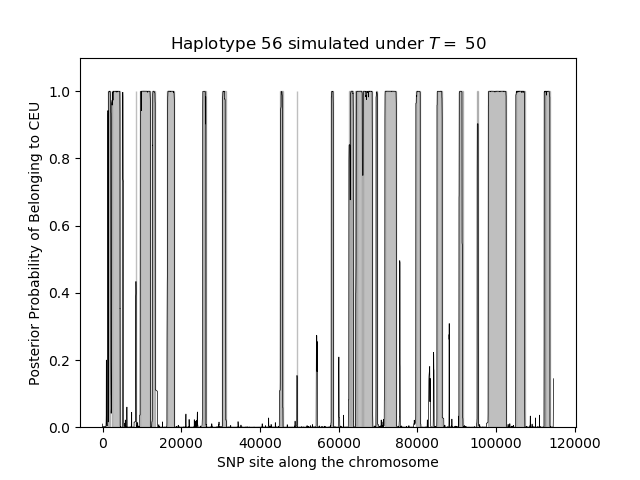 Haplotype 56 simulated under T = 50
Posterior Probability of Belonging to CEU
1.0
0.8
0.6
0.4
0.2
0.0
0 20000 40000 60000 80000 100000 120000
SNP site along the chromosome